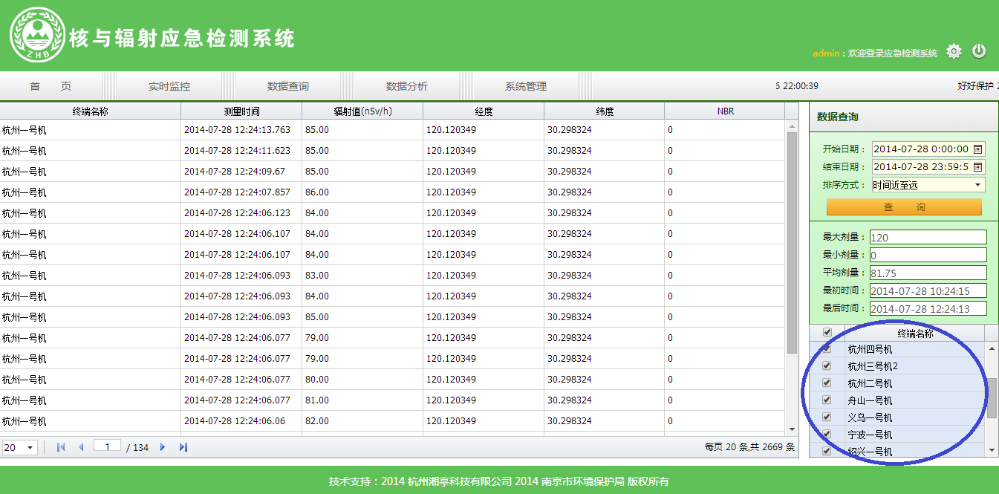 ZHB
核与辐射应急检测系统
admin：欢迎登录应急检测系统
首 页 实时监控 数据查询 数据分析 系统管理 22:00:39 好好保护
终端名称 测量时间 辐射值(nSv/h) 经度 纬度 NBR
杭州一号机 2014-07-28 12:24:13.763 85.00 120.120349 30.298324 0
杭州一号机 2014-07-28 12:24:11.623 85.00 120.120349 30.298324 0
杭州一号机 2014-07-28 12:24:09.67 85.00 120.120349 30.298324 0
杭州一号机 2014-07-28 12:24:07.857 86.00 120.120349 30.298324 0
杭州一号机 2014-07-28 12:24:06.123 84.00 120.120349 30.298324 0
杭州一号机 2014-07-28 12:24:06.107 84.00 120.120349 30.298324 0
杭州一号机 2014-07-28 12:24:06.107 84.00 120.120349 30.298324 0
杭州一号机 2014-07-28 12:24:06.093 83.00 120.120349 30.298324 0
杭州一号机 2014-07-28 12:24:06.093 84.00 120.120349 30.298324 0
杭州一号机 2014-07-28 12:24:06.093 85.00 120.120349 30.298324 0
杭州一号机 2014-07-28 12:24:06.077 79.00 120.120349 30.298324 0
杭州一号机 2014-07-28 12:24:06.077 79.00 120.120349 30.298324 0
杭州一号机 2014-07-28 12:24:06.077 80.00 120.120349 30.298324 0
杭州一号机 2014-07-28 12:24:06.077 81.00 120.120349 30.298324 0
杭州一号机 2014-07-28 12:24:06.06 82.00 120.120349 30.298324 0
20 1 / 134 每页 20 条,共 2669 条
数据查询
开始日期： 2014-07-28 0:00:00
结束日期： 2014-07-28 23:59:5
排序方式： 时间近至远
查 询
最大剂量： 120
最小剂量： 0
平均剂量： 81.75
最初时间： 2014-07-28 10:24:15
最后时间： 2014-07-28 12:24:13
终端名称
杭州四号机
杭州三号机2
杭州二号机
舟山一号机
义乌一号机
宁波一号机
绍兴一号机
技术支持：2014 杭州湘亭科技有限公司 2014 南京市环境保护局 版权所有